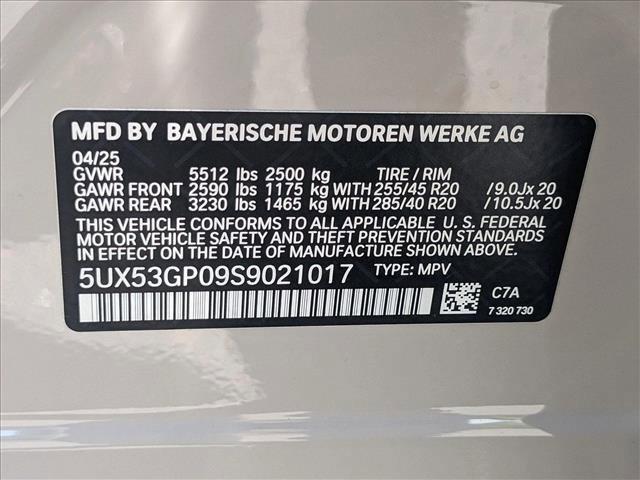 MFD BY BAYERISCHE MOTOREN WERKE AG
04/25
GVWR 5512 lbs 2500 kg TIRE / RIM
GAWR FRONT 2590 lbs 1175 kg WITH 255/45 R20 /9.0Jx 20
GAWR REAR 3230 lbs 1465 kg WITH 285/40 R20 /10.5Jx 20
THIS VEHICLE CONFORMS TO ALL APPLICABLE U. S. FEDERAL
MOTOR VEHICLE SAFETY AND THEFT PREVENTION STANDARDS
IN EFFECT ON THE DATE OF MANUFACTURE SHOWN ABOVE.
5UX53GP09S9021017 TYPE: MPV
C7A
7 320 730